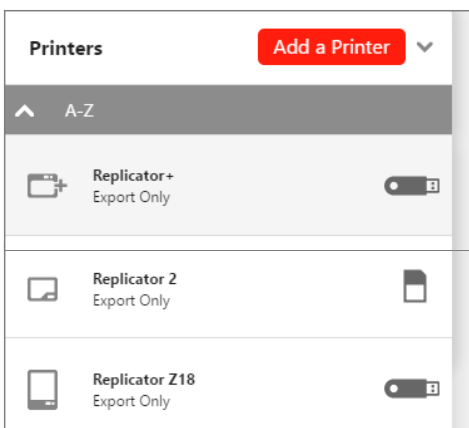 Printers
Add a Printer
A-Z
Replicator+
Export Only
Replicator 2
Export Only
Replicator Z18
Export Only